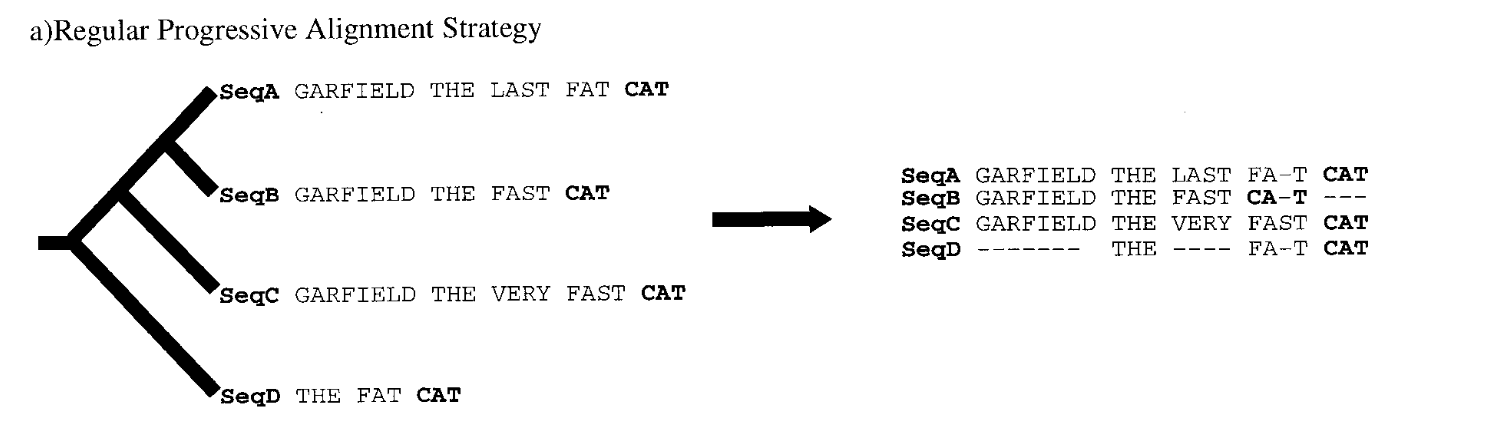 a)Regular Progressive Alignment Strategy
SeqA GARFIELD THE LAST FAT CAT
SeqB GARFIELD THE FAST CAT
SeqC GARFIELD THE VERY FAST CAT
SeqD THE FAT CAT
SeqA GARFIELD THE LAST FA-T CAT
SeqB GARFIELD THE FAST CA-T ---
SeqC GARFIELD THE VERY FAST CAT
SeqD ------- THE ---- FA-T CAT